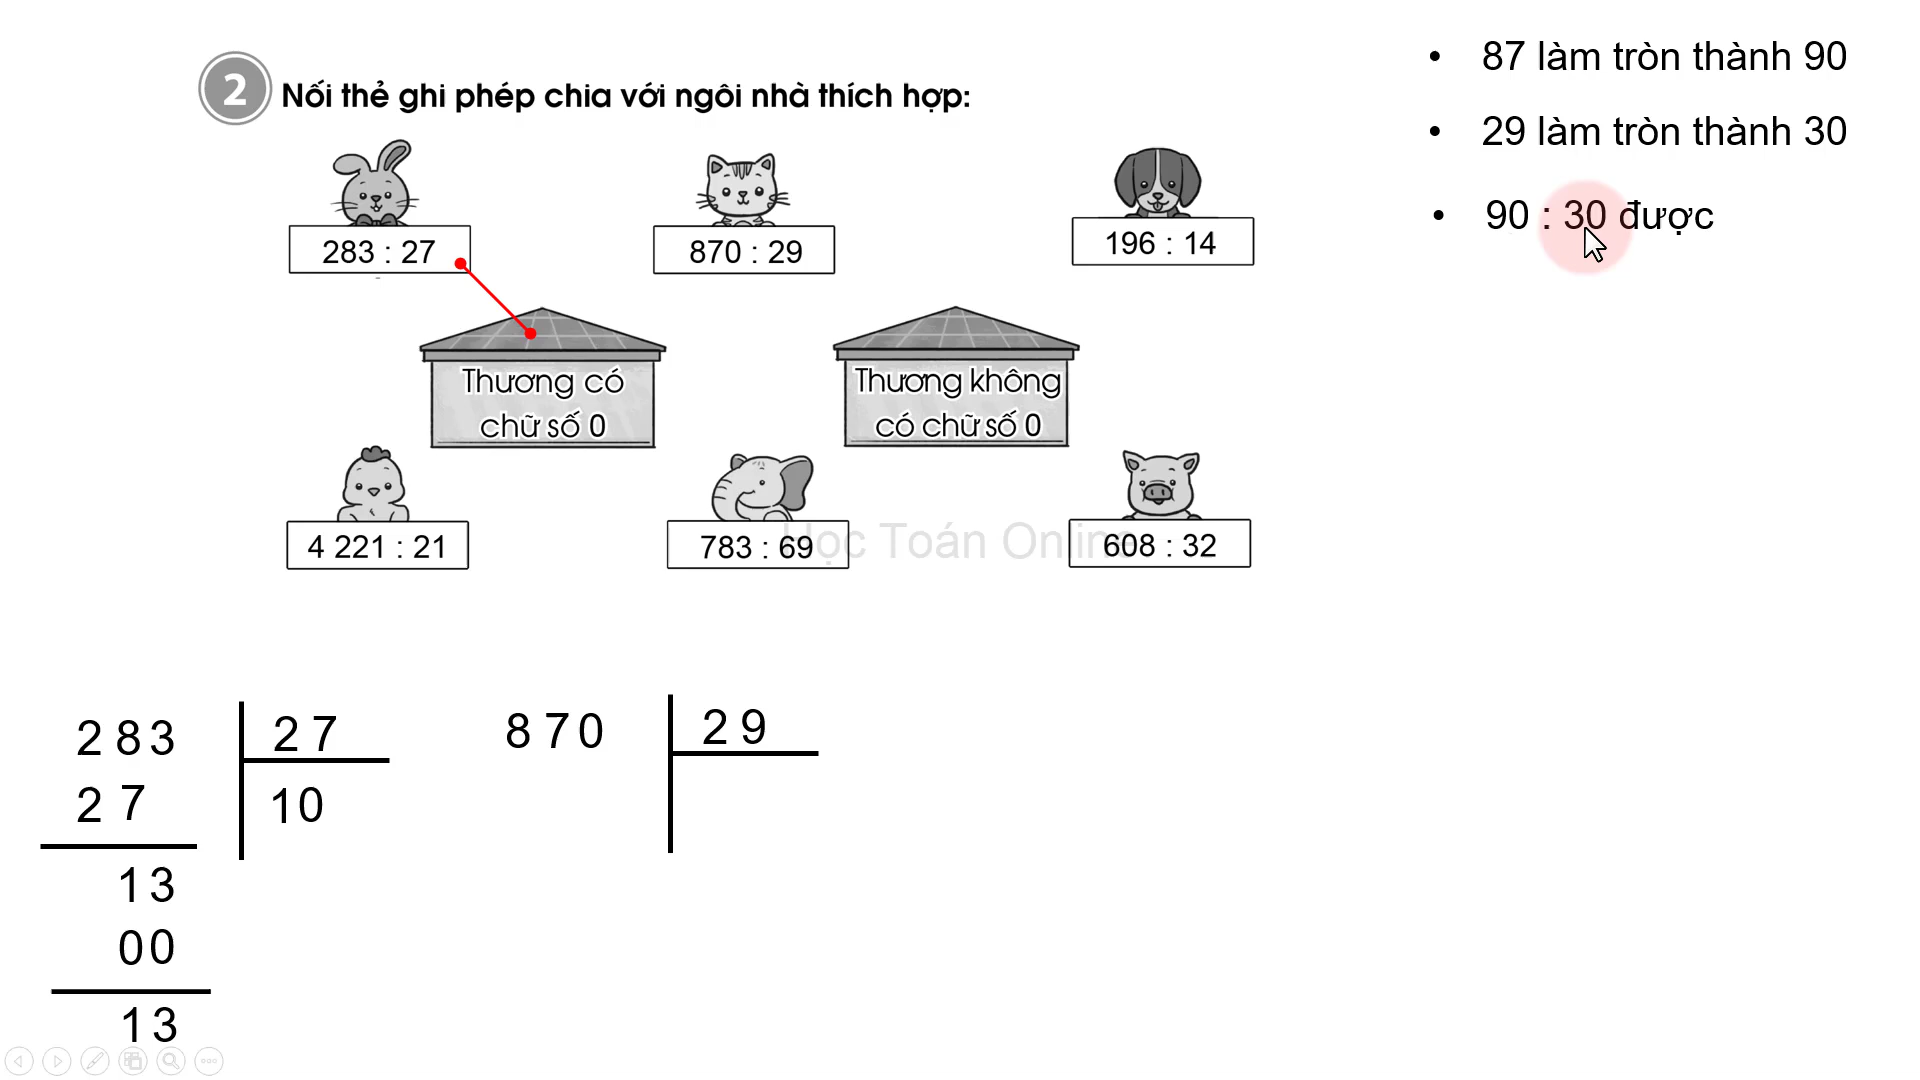 2 Nối thẻ ghi phép chia với ngôi nhà thích hợp:
283 : 27
870 : 29
196 : 14
Thương có
chữ số 0
Thương không
có chữ số 0
4 221 : 21
783 : 69
608 : 32
Học Toán Online
• 87 làm tròn thành 90
• 29 làm tròn thành 30
• 90 : 30 được
283 27
27 10
13
00
13
870 29